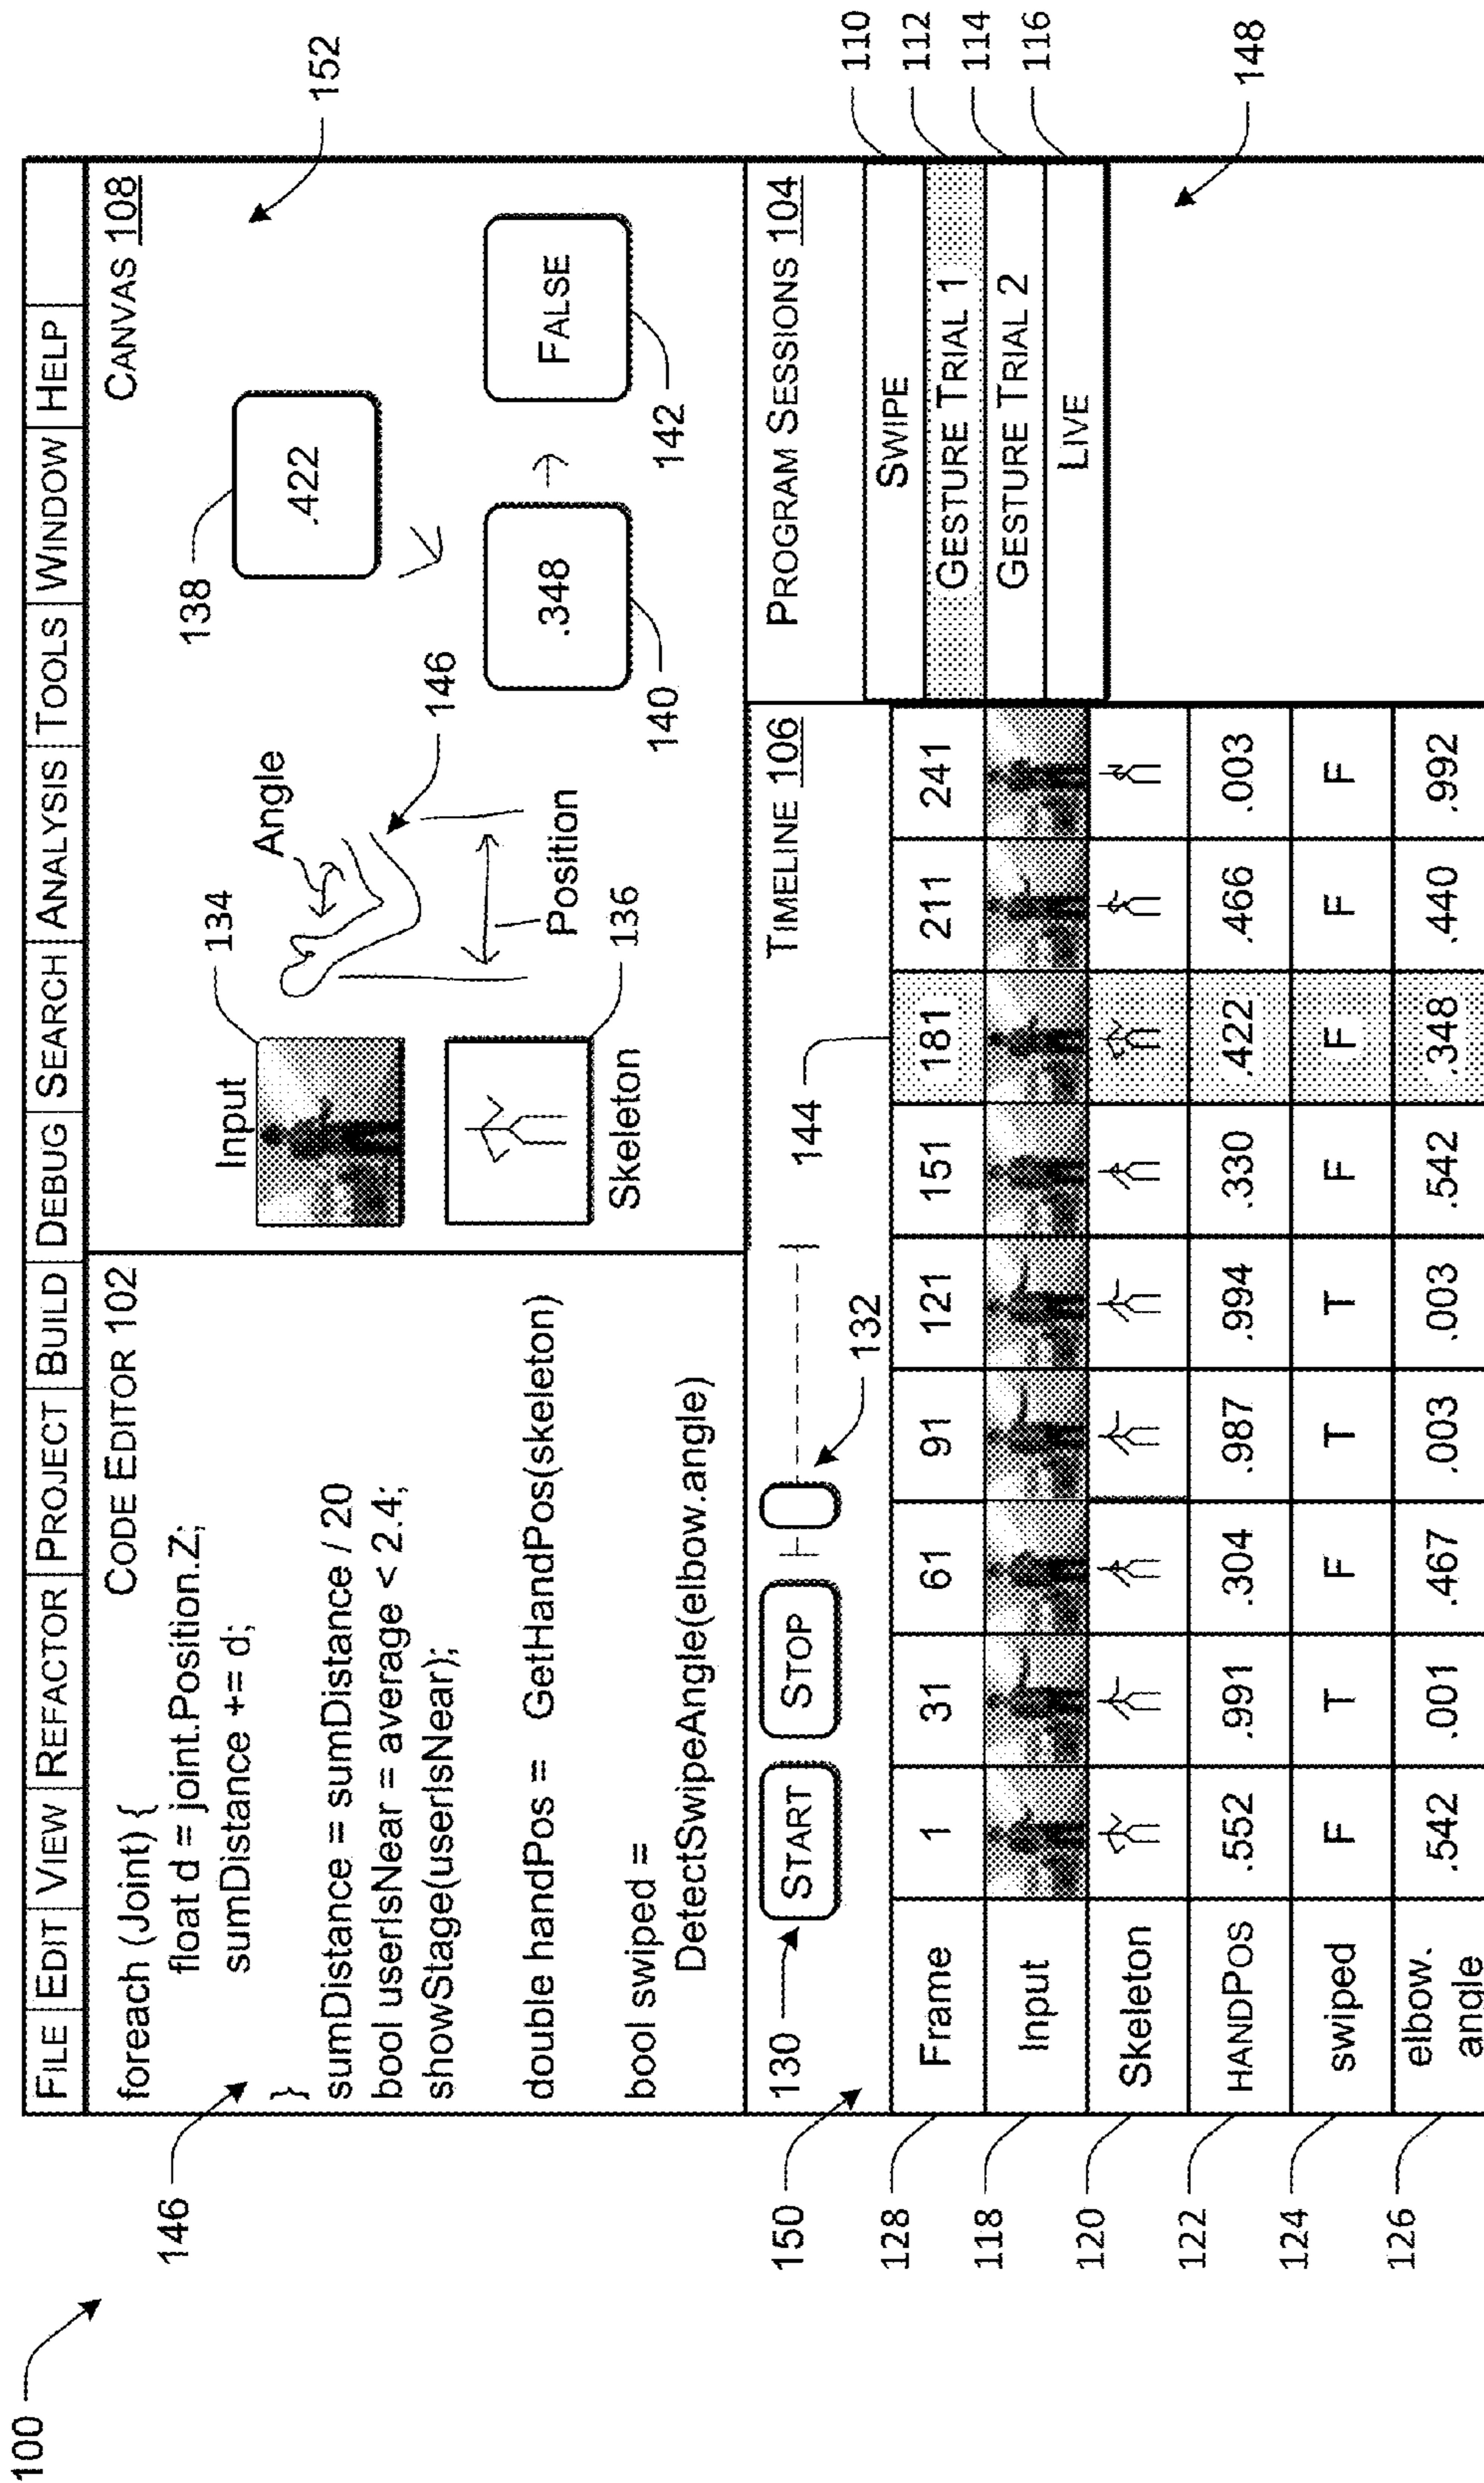 100
FILE EDIT VIEW REFACTOR PROJECT BUILD DEBUG SEARCH ANALYSIS TOOLS WINDOW HELP
146
CODE EDITOR 102
foreach (Joint) {
float d = joint.Position.Z;
sumDistance += d;
}
sumDistance = sumDistance / 20
bool userIsNear = average < 2.4;
showStage(userIsNear);
double handPos = GetHandPos(skeleton)
bool swiped =
DetectSwipeAngle(elbow.angle)
CANVAS 108
152
Input
134
Angle
146
138
.422
Skeleton
136
Position
140
.348
FALSE
142
150
130
START
STOP
132
TIMELINE 106
144
128
Frame 1 31 61 91 121 151 181 211 241
118
Input
120
Skeleton
122
HANDPOS .552 .991 .304 .987 .994 .330 .422 .466 .003
124
swiped F T F T T F F F F
126
elbow.
angle .542 .001 .467 .003 .003 .542 .348 .440 .992
PROGRAM SESSIONS 104
SWIPE
110
GESTURE TRIAL 1
112
GESTURE TRIAL 2
114
LIVE
116
148